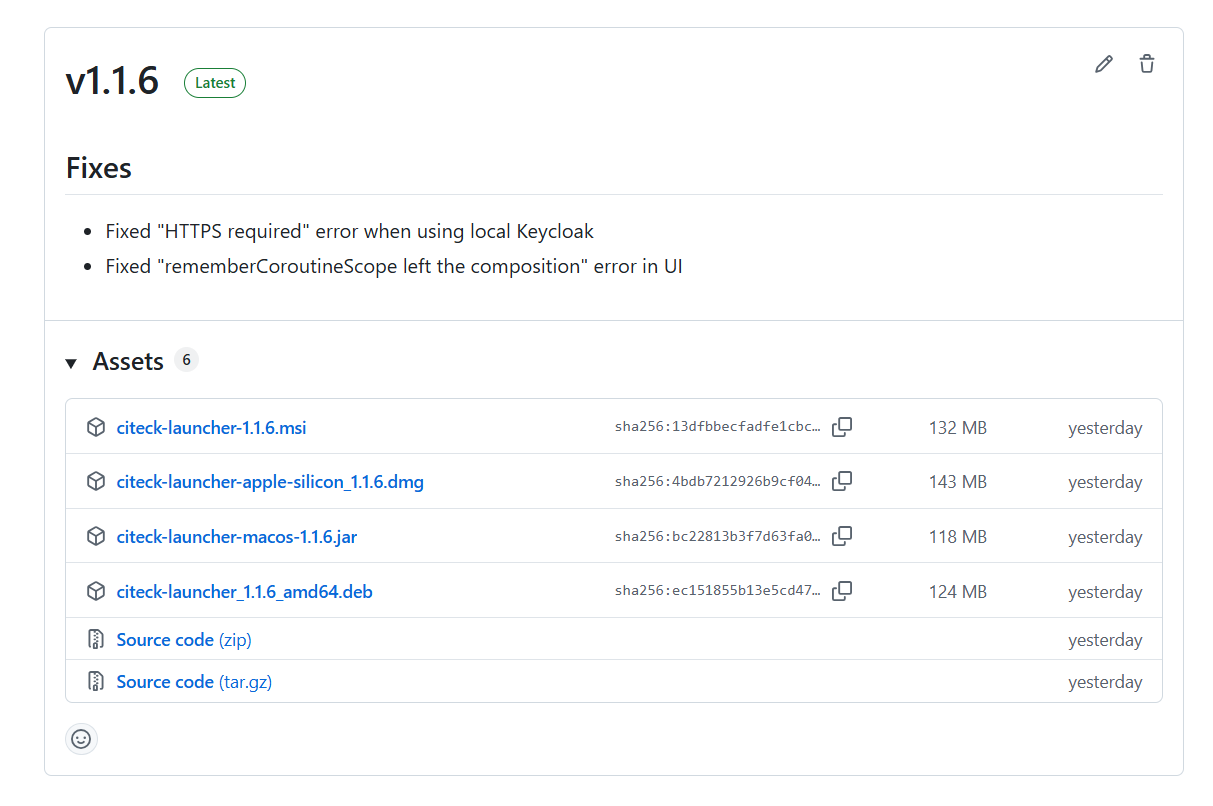 v1.1.6 Latest
Fixes
Fixed "HTTPS required" error when using local Keycloak
Fixed "rememberCoroutineScope left the composition" error in UI
Assets 6
citeck-launcher-1.1.6.msi sha256:13dfbbecfadfe1cbc… 132 MB yesterday
citeck-launcher-apple-silicon_1.1.6.dmg sha256:4bdb7212926b9cf04… 143 MB yesterday
citeck-launcher-macos-1.1.6.jar sha256:bc22813b3f7d63fa0… 118 MB yesterday
citeck-launcher_1.1.6_amd64.deb sha256:ec151855b13e5cd47… 124 MB yesterday
Source code (zip) yesterday
Source code (tar.gz) yesterday